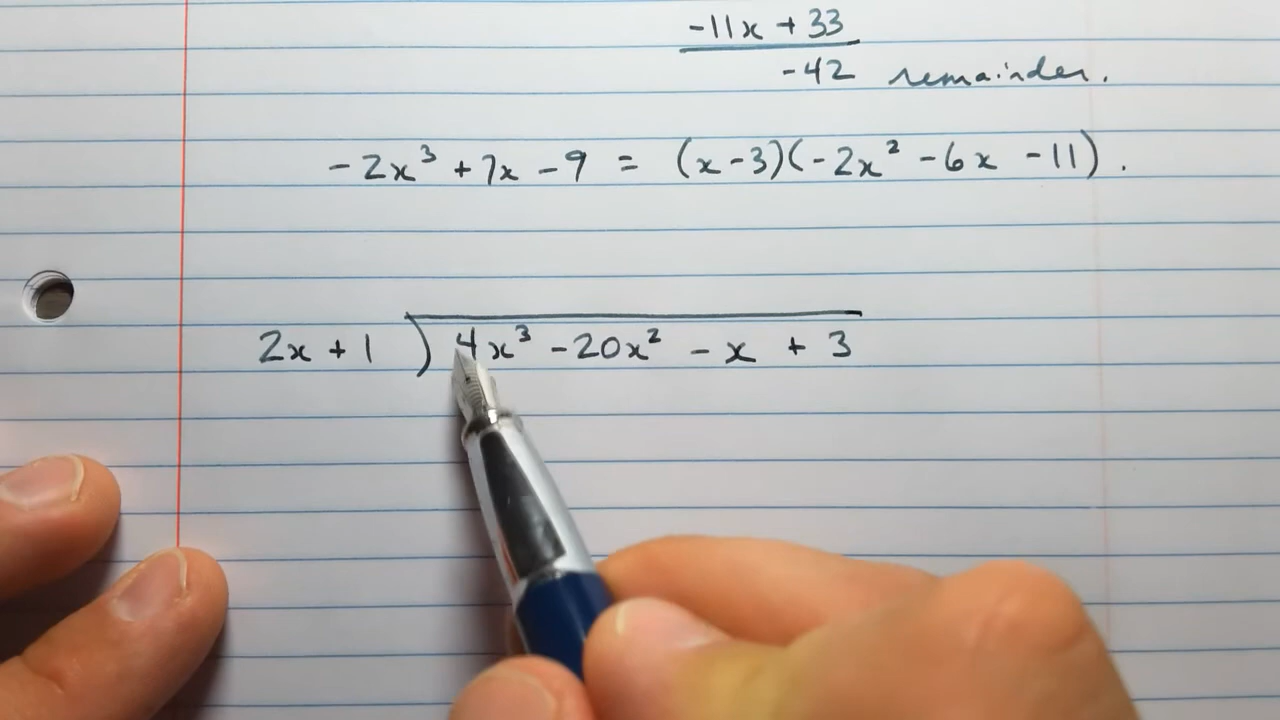 -11x + 33
-42 remainder.
-2x³ + 7x - 9 = (x - 3)(-2x² - 6x - 11).
2x + 1 ) 4x³ - 20x² - x + 3